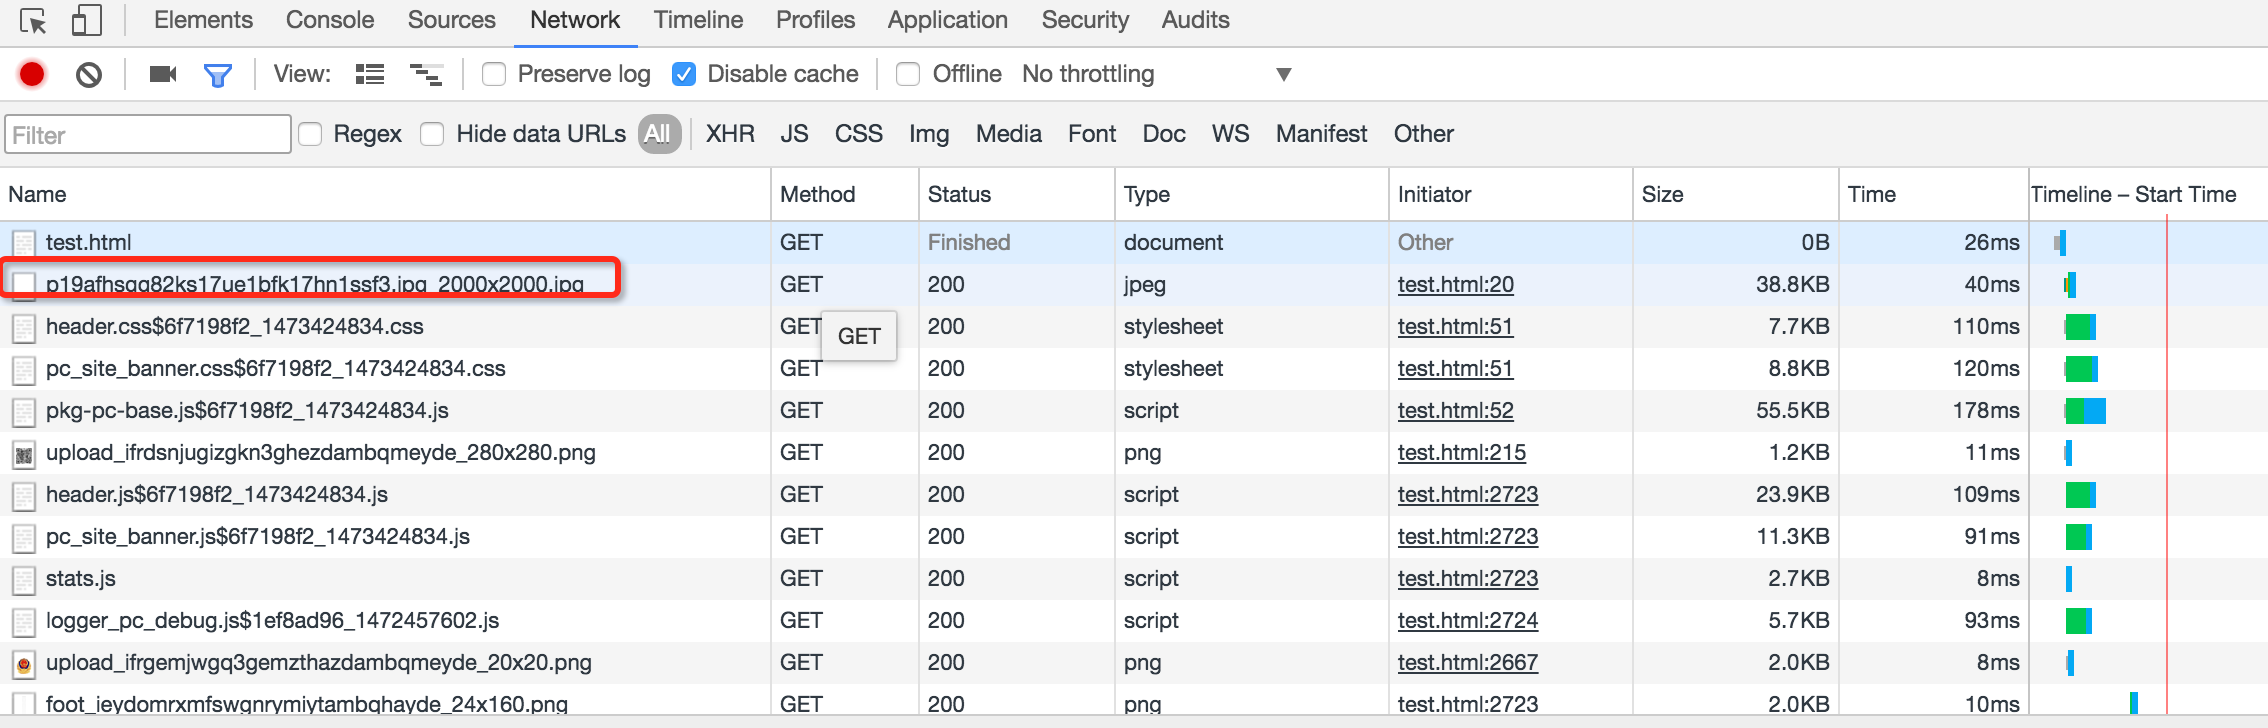 Elements Console Sources Network Timeline Profiles Application Security Audits
View: Preserve log Disable cache Offline No throttling
Filter Regex Hide data URLs All XHR JS CSS Img Media Font Doc WS Manifest Other
Name Method Status Type Initiator Size Time Timeline – Start Time
test.html GET Finished document Other 0B 26ms
p19afhsgg82ks17ue1bfk17hn1ssf3.jpg_2000x2000.jpg GET 200 jpeg test.html:20 38.8KB 40ms
header.css$6f7198f2_1473424834.css GET 200 stylesheet test.html:51 7.7KB 110ms
GET
pc_site_banner.css$6f7198f2_1473424834.css GET 200 stylesheet test.html:51 8.8KB 120ms
pkg-pc-base.js$6f7198f2_1473424834.js GET 200 script test.html:52 55.5KB 178ms
upload_ifrdsnjugizgkn3ghezdambqmeyde_280x280.png GET 200 png test.html:215 1.2KB 11ms
header.js$6f7198f2_1473424834.js GET 200 script test.html:2723 23.9KB 109ms
pc_site_banner.js$6f7198f2_1473424834.js GET 200 script test.html:2723 11.3KB 91ms
stats.js GET 200 script test.html:2723 2.7KB 8ms
logger_pc_debug.js$1ef8ad96_1472457602.js GET 200 script test.html:2724 5.7KB 93ms
upload_ifrgemjwgq3gemzthazdambqmeyde_20x20.png GET 200 png test.html:2667 2.0KB 8ms
foot_ieydomrxmfswgnrymiytambqhayde_24x160.png GET 200 png test.html:2723 2.0KB 10ms